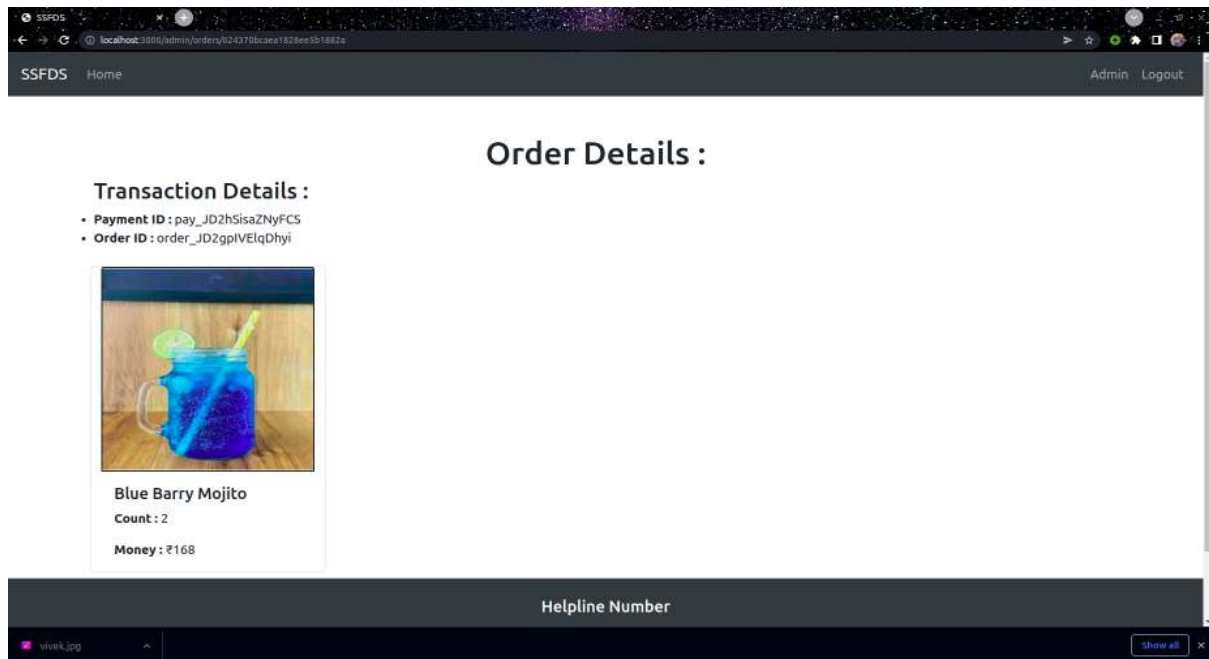 SSFDS
localhost:3000/admin/orders/624370bcaea1828ee5b1882a
SSFDS Home Admin Logout
Order Details :
Transaction Details :
Payment ID : pay_JD2hSisaZNyFCS
Order ID : order_JD2gpIVElqDhyi
Blue Barry Mojito
Count : 2
Money : ₹168
Helpline Number
vivek.jpg Show all